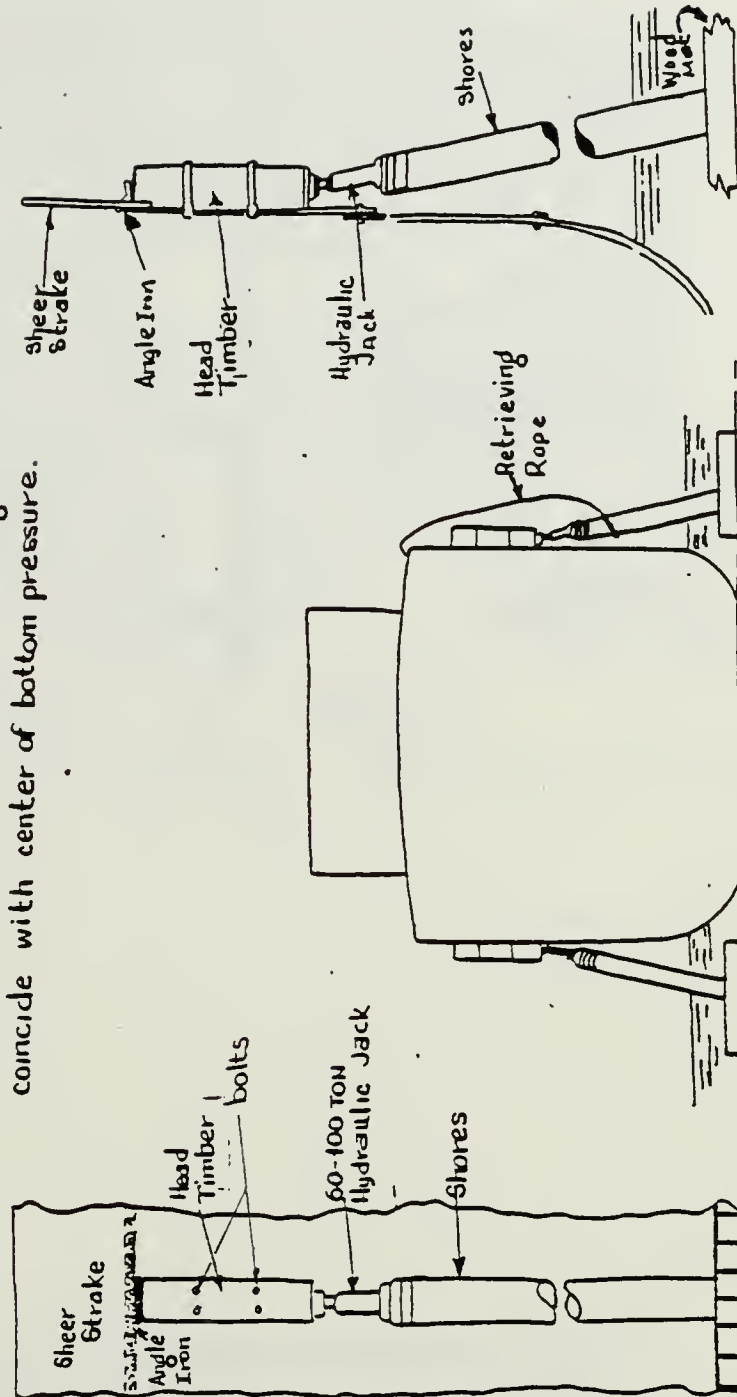 coincide with center of bottom pressure.
Sheer
Strake
Angle Iron
Head
Timber
bolts
60-100 TON
Hydraulic Jack
Shores
Retrieving
Rope
Sheer
Strake
Angle Iron
Head
Timber
Hydraulic
Jack
Shores
Wood
Mat